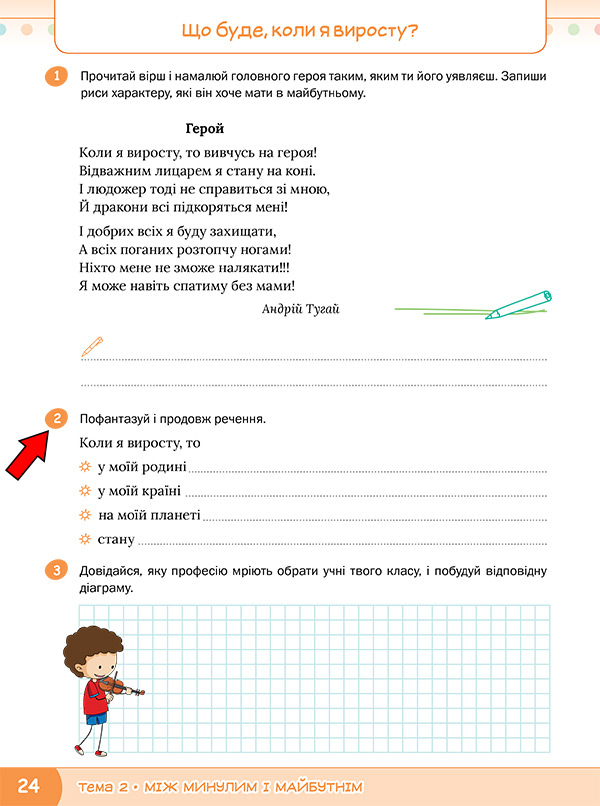 Що буде, коли я виросту?
1 Прочитай вірш і намалюй головного героя таким, яким ти його уявляєш. Запиши
риси характеру, які він хоче мати в майбутньому.
Герой
Коли я виросту, то вивчусь на героя!
Відважним лицарем я стану на коні.
І людожер тоді не справиться зі мною,
Й дракони всі підкоряться мені!
І добрих всіх я буду захищати,
А всіх поганих розтопчу ногами!
Ніхто мене не зможе налякати!!!
Я можу навіть спатиму без мами!
Андрій Тугай
2 Пофантазуй і продовж речення.
Коли я виросту, то
у моїй родині
у моїй країні
на моїй планеті
стану
3 Довідайся, яку професію мріють обрати учні твого класу, і побудуй відповідну
діаграму.
24 Тема 2 • МІЖ МИНУЛИМ І МАЙБУТНІМ